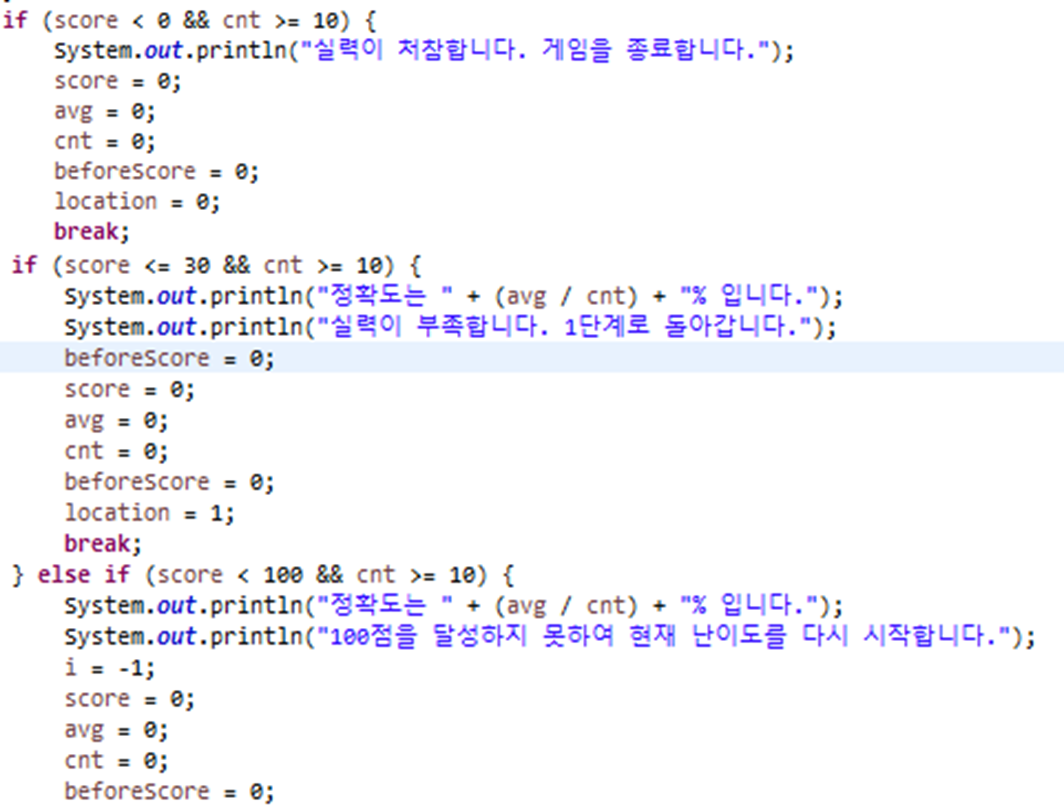 if (score < 0 && cnt >= 10) {
    System.out.println("실력이 처참합니다. 게임을 종료합니다.");
    score = 0;
    avg = 0;
    cnt = 0;
    beforeScore = 0;
    location = 0;
    break;
if (score <= 30 && cnt >= 10) {
    System.out.println("정확도는 " + (avg / cnt) + "% 입니다.");
    System.out.println("실력이 부족합니다. 1단계로 돌아갑니다.");
    beforeScore = 0;
    score = 0;
    avg = 0;
    cnt = 0;
    beforeScore = 0;
    location = 1;
    break;
} else if (score < 100 && cnt >= 10) {
    System.out.println("정확도는 " + (avg / cnt) + "% 입니다.");
    System.out.println("100점을 달성하지 못하여 현재 난이도를 다시 시작합니다.");
    i = -1;
    score = 0;
    avg = 0;
    cnt = 0;
    beforeScore = 0;